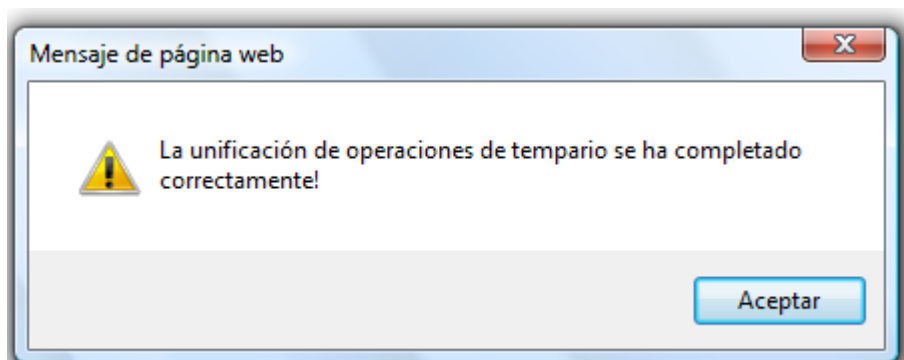 Mensaje de página web
La unificación de operaciones de tempario se ha completado
correctamente!
Aceptar